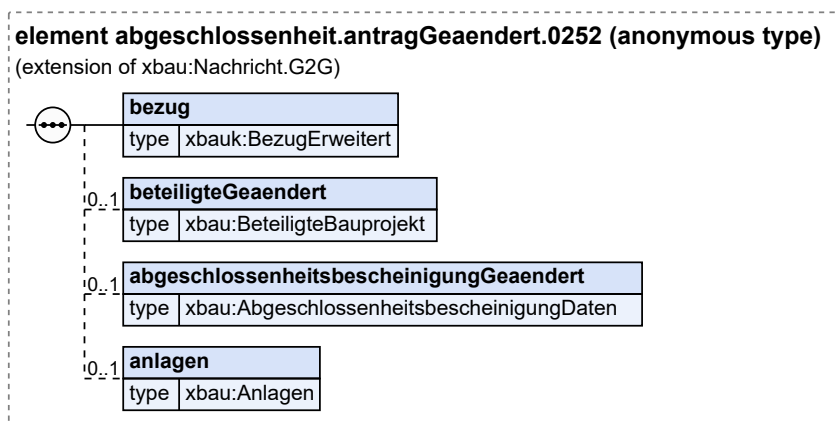 element abgeschlossenheit.antragGeaendert.0252 (anonymous type)
(extension of xbau:Nachricht.G2G)
bezug
type xbauk:BezugErweitert
0..1 beteiligteGeaendert
type xbau:BeteiligteBauprojekt
0..1 abgeschlossenheitsbescheinigungGeaendert
type xbau:AbgeschlossenheitsbescheinigungDaten
0..1 anlagen
type xbau:Anlagen